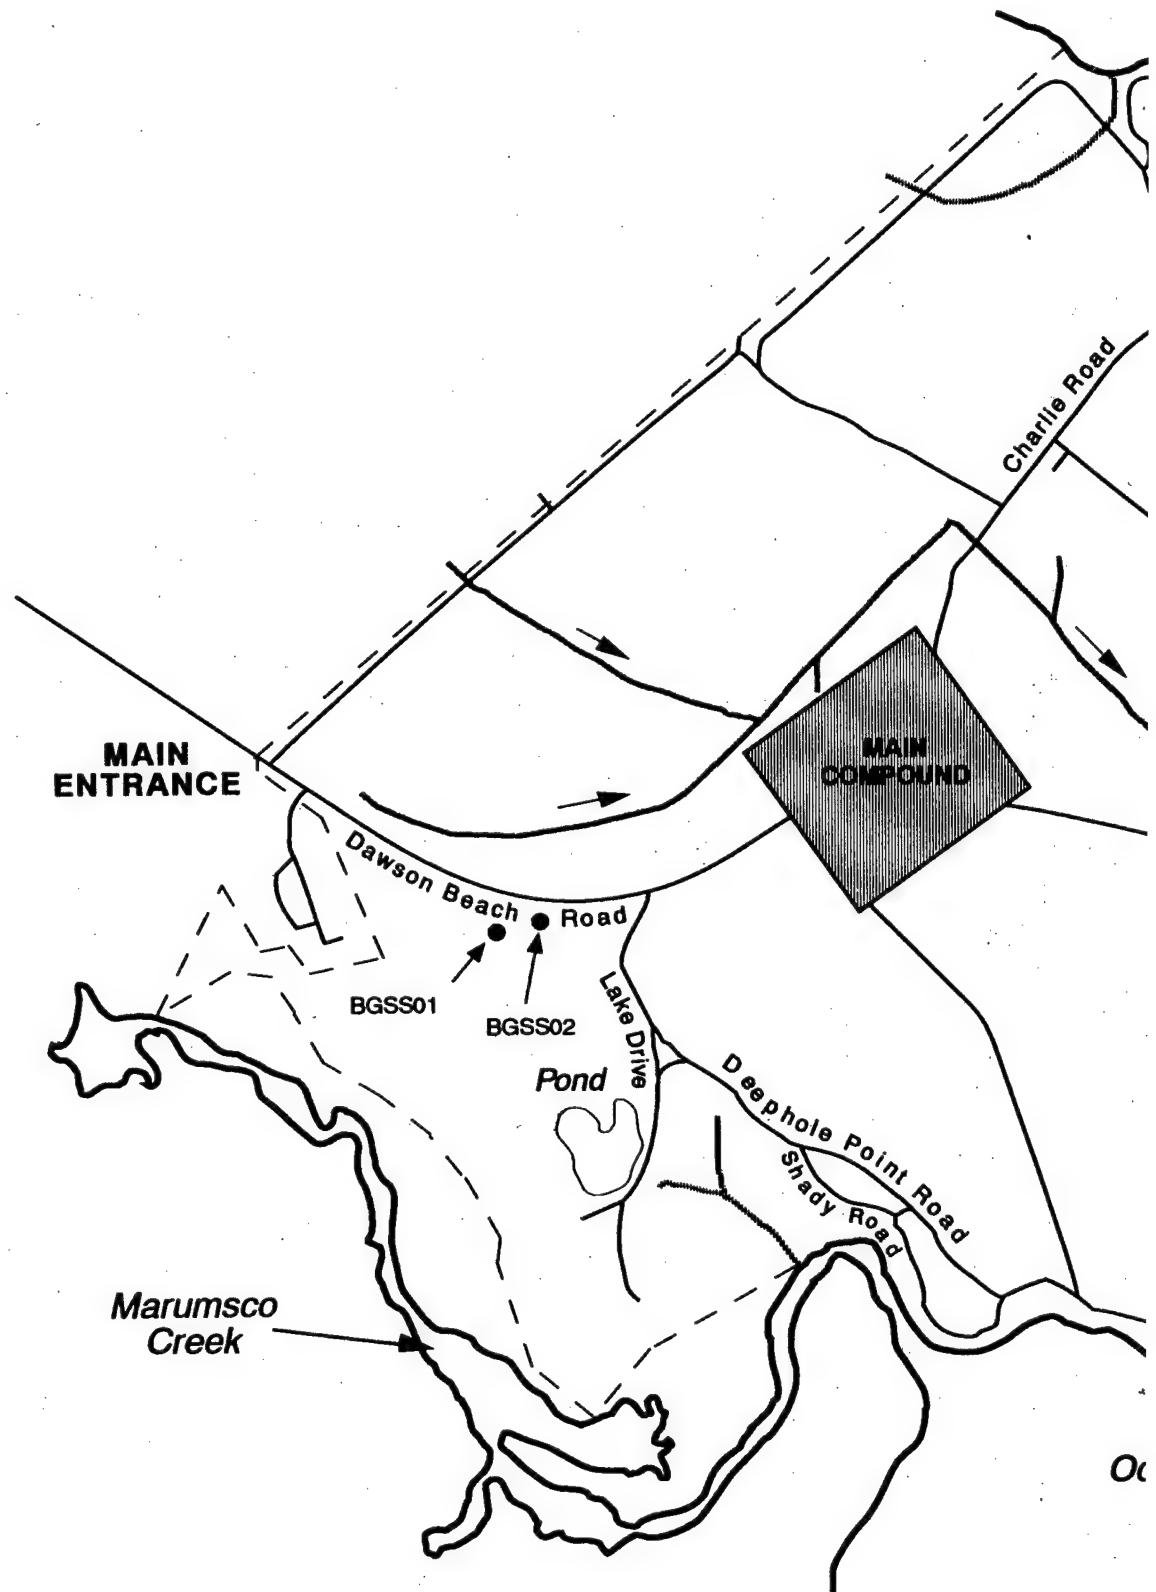 Charlie Road
MAIN
ENTRANCE
MAIN
COMPOUND
Dawson Beach Road
BGSS01
BGSS02
Lake Drive
Pond
Deephole Point Road
Shady Road
Marumsco
Creek